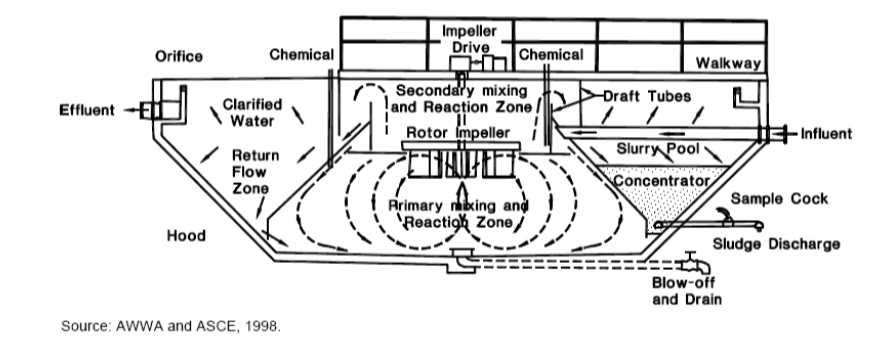 Impeller
Drive
Orifice
Chemical
Chemical
Walkway
Secondary mixing
and Reaction Zone
Draft Tubes
Effluent
Clarified
Water
Rotor Impeller
Influent
Return
Flow
Zone
Slurry Pool
Concentrator
Primary mixing and
Reaction Zone
Sample Cock
Hood
Sludge Discharge
Blow-off
and Drain
Source: AWWA and ASCE, 1998.